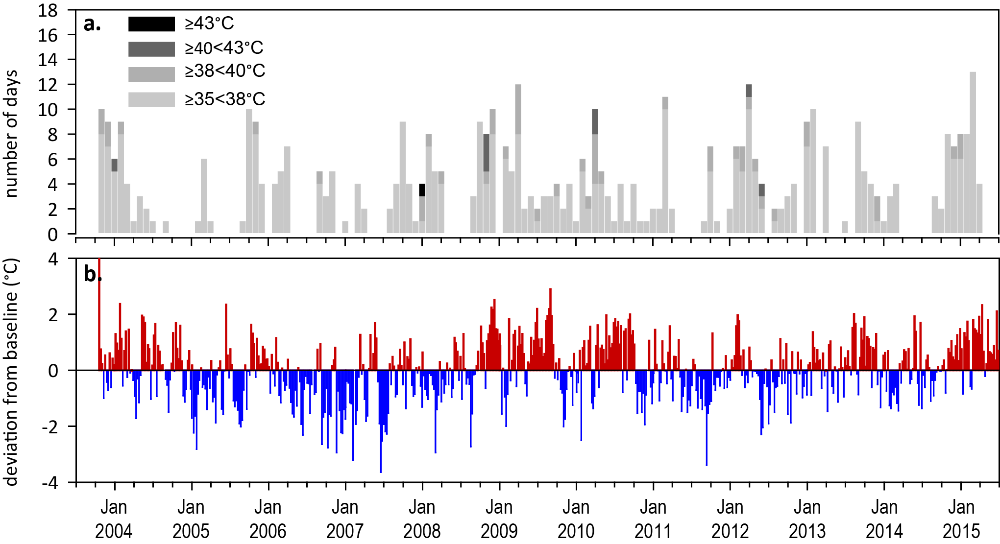 a.
≥43°C
≥40<43°C
≥38<40°C
≥35<38°C
number of days
18
16
14
12
10
8
6
4
2
0
b.
deviation from baseline (°C)
4
2
0
-2
-4
Jan Jan Jan Jan Jan Jan Jan Jan Jan Jan Jan Jan
2004 2005 2006 2007 2008 2009 2010 2011 2012 2013 2014 2015